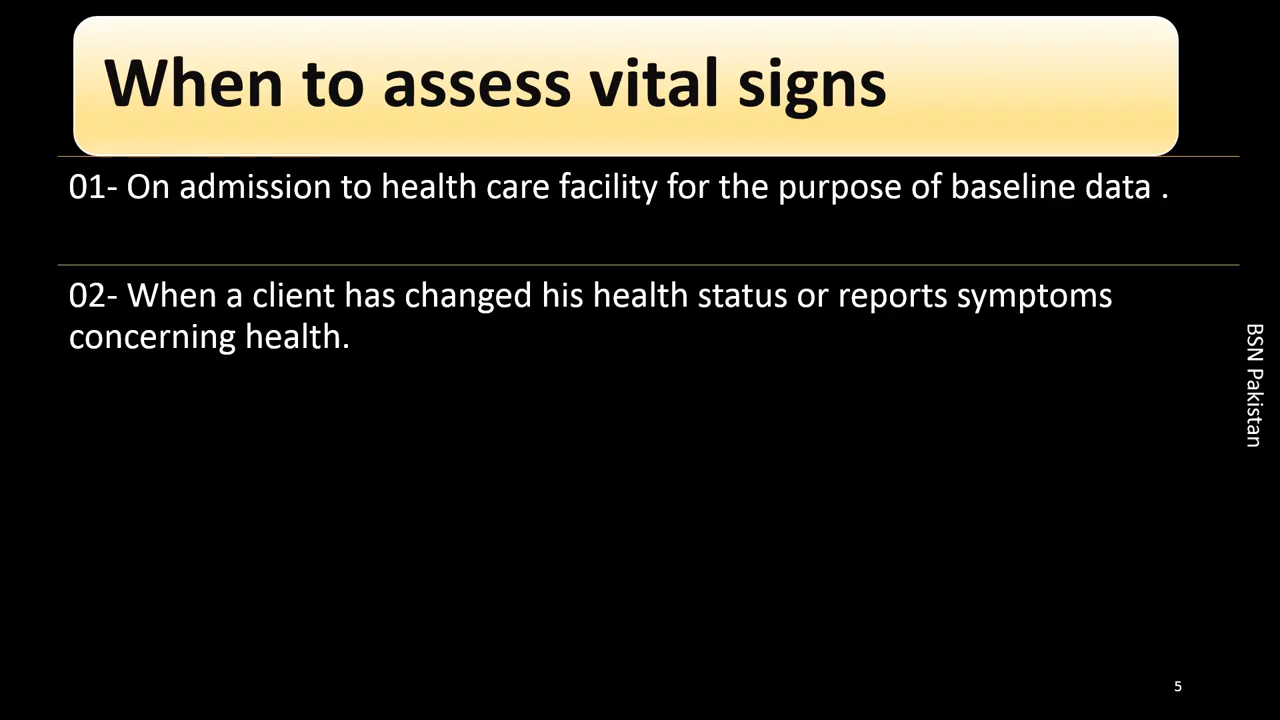 When to assess vital signs
01- On admission to health care facility for the purpose of baseline data .
02- When a client has changed his health status or reports symptoms
concerning health.
BSN Pakistan
5